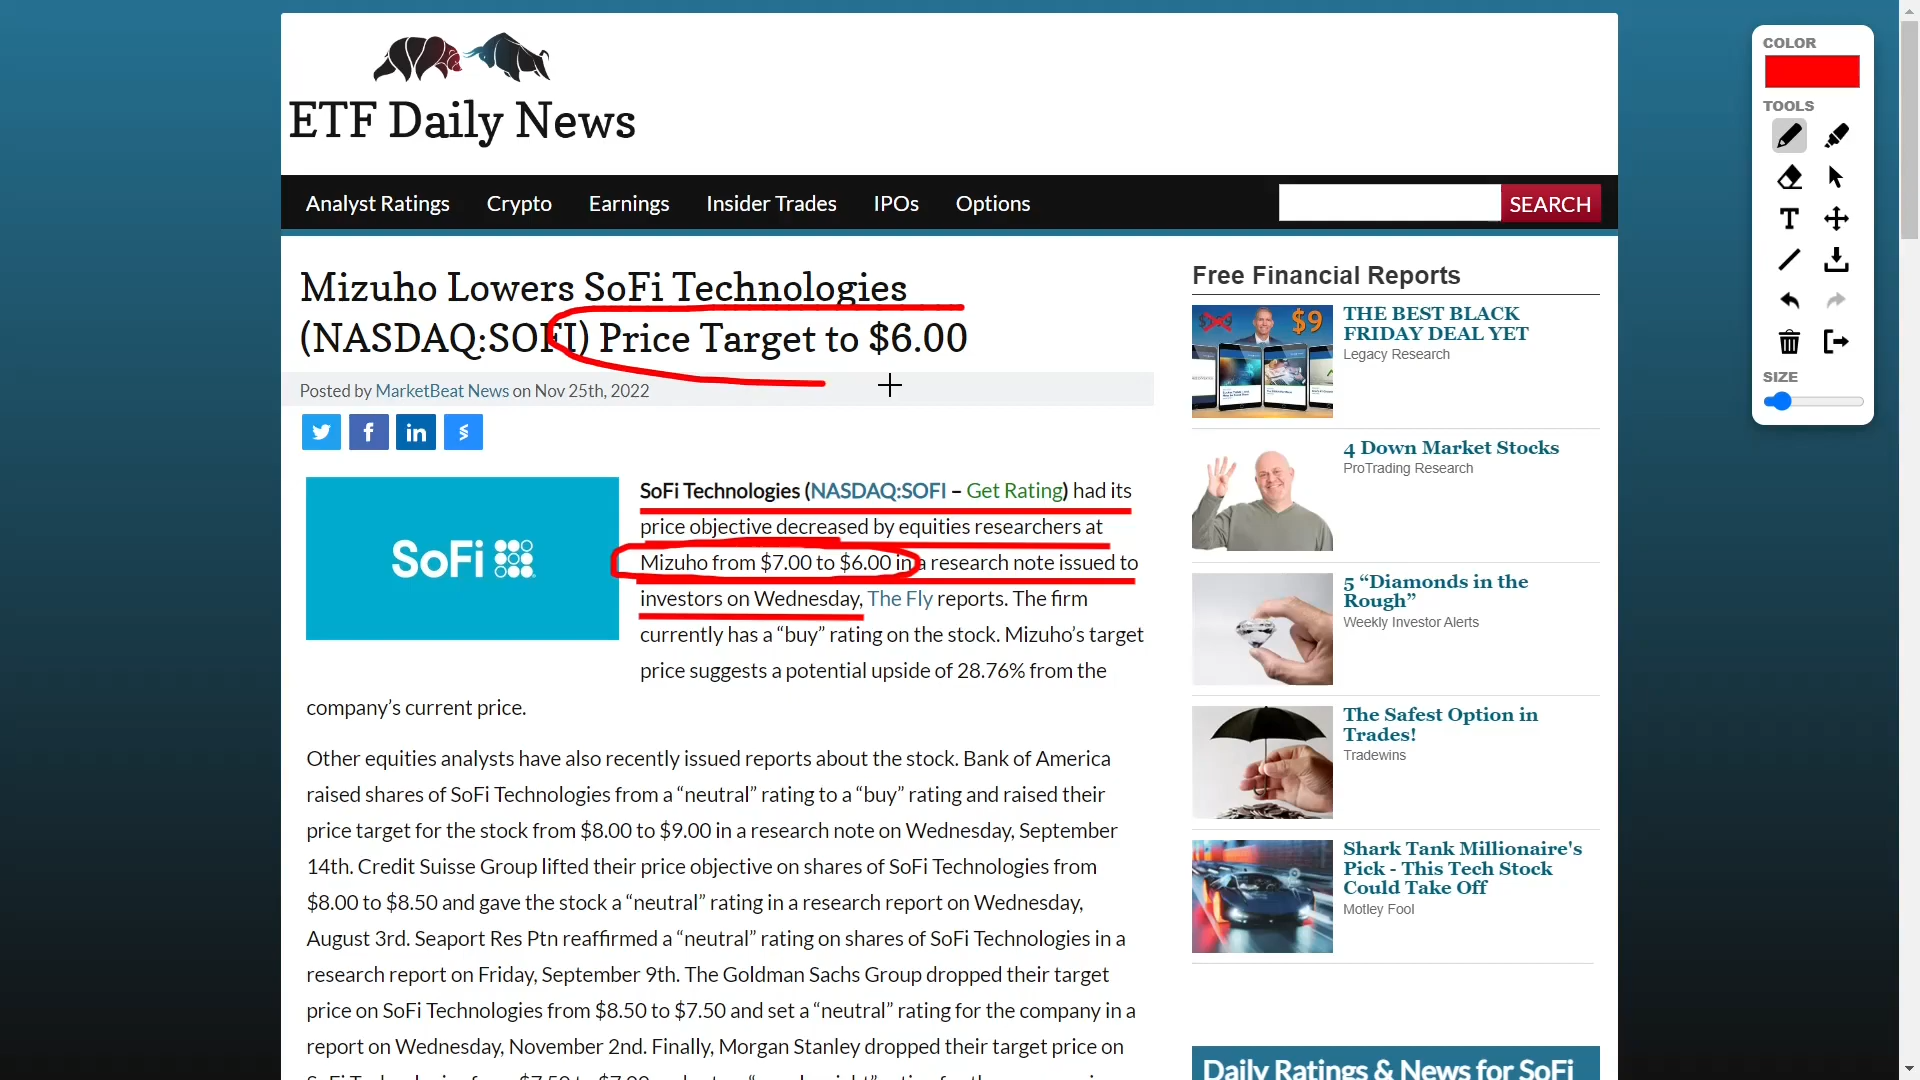 ETF Daily News
Analyst Ratings
Crypto
Earnings
Insider Trades
IPOs
Options
SEARCH
Mizuho Lowers SoFi Technologies
(NASDAQ:SOFI) Price Target to $6.00
Posted by MarketBeat News on Nov 25th, 2022
SoFi
SoFi Technologies (NASDAQ:SOFI – Get Rating) had its
price objective decreased by equities researchers at
Mizuho from $7.00 to $6.00 in a research note issued to
investors on Wednesday, The Fly reports. The firm
currently has a “buy” rating on the stock. Mizuho’s target
price suggests a potential upside of 28.76% from the
company’s current price.
Other equities analysts have also recently issued reports about the stock. Bank of America
raised shares of SoFi Technologies from a “neutral” rating to a “buy” rating and raised their
price target for the stock from $8.00 to $9.00 in a research note on Wednesday, September
14th. Credit Suisse Group lifted their price objective on shares of SoFi Technologies from
$8.00 to $8.50 and gave the stock a “neutral” rating in a research report on Wednesday,
August 3rd. Seaport Res Ptn reaffirmed a “neutral” rating on shares of SoFi Technologies in a
research report on Friday, September 9th. The Goldman Sachs Group dropped their target
price on SoFi Technologies from $8.50 to $7.50 and set a “neutral” rating for the company in a
report on Wednesday, November 2nd. Finally, Morgan Stanley dropped their target price on
Free Financial Reports
$9
THE BEST BLACK
FRIDAY DEAL YET
Legacy Research
4 Down Market Stocks
ProTrading Research
5 “Diamonds in the
Rough”
Weekly Investor Alerts
The Safest Option in
Trades!
Tradewins
Shark Tank Millionaire's
Pick - This Tech Stock
Could Take Off
Motley Fool
Daily Ratings & News for SoFi
COLOR
TOOLS
SIZE